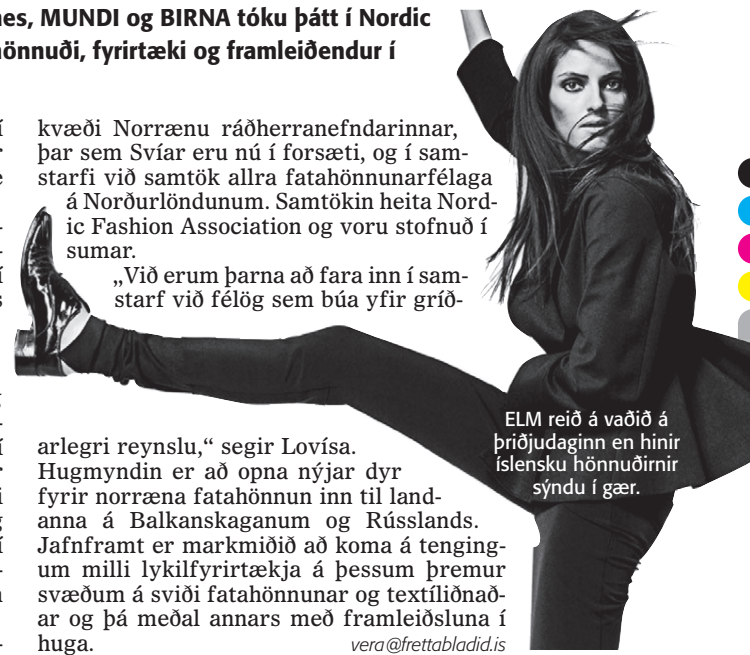 nes, MUNDI og BIRNA tóku þátt í Nordic
önnuði, fyrirtæki og framleiðendur í
kvæði Norrænu ráðherranefndarinnar,
þar sem Svíar eru nú í forsæti, og í sam-
starfi við samtök allra fatahönnunarfélaga
á Norðurlöndunum. Samtökin heita Nord-
ic Fashion Association og voru stofnuð í
sumar.
„Við erum þarna að fara inn í sam-
starf við félög sem búa yfir gríð-
arlegri reynslu,“ segir Lovísa.
Hugmyndin er að opna nýjar dyr
fyrir norræna fatahönnun inn til land-
anna á Balkanskaganum og Rússlands.
Jafnframt er markmiðið að koma á tenging-
um milli lykilfyrirtækja á þessum þremur
svæðum á sviði fatahönnunar og textíliðnað-
ar og þá meðal annars með framleiðsluna í
huga.
vera@frettabladid.is
ELM reið á vaðið á
þriðjudaginn en hinir
íslensku hönnuðirnir
sýndu í gær.